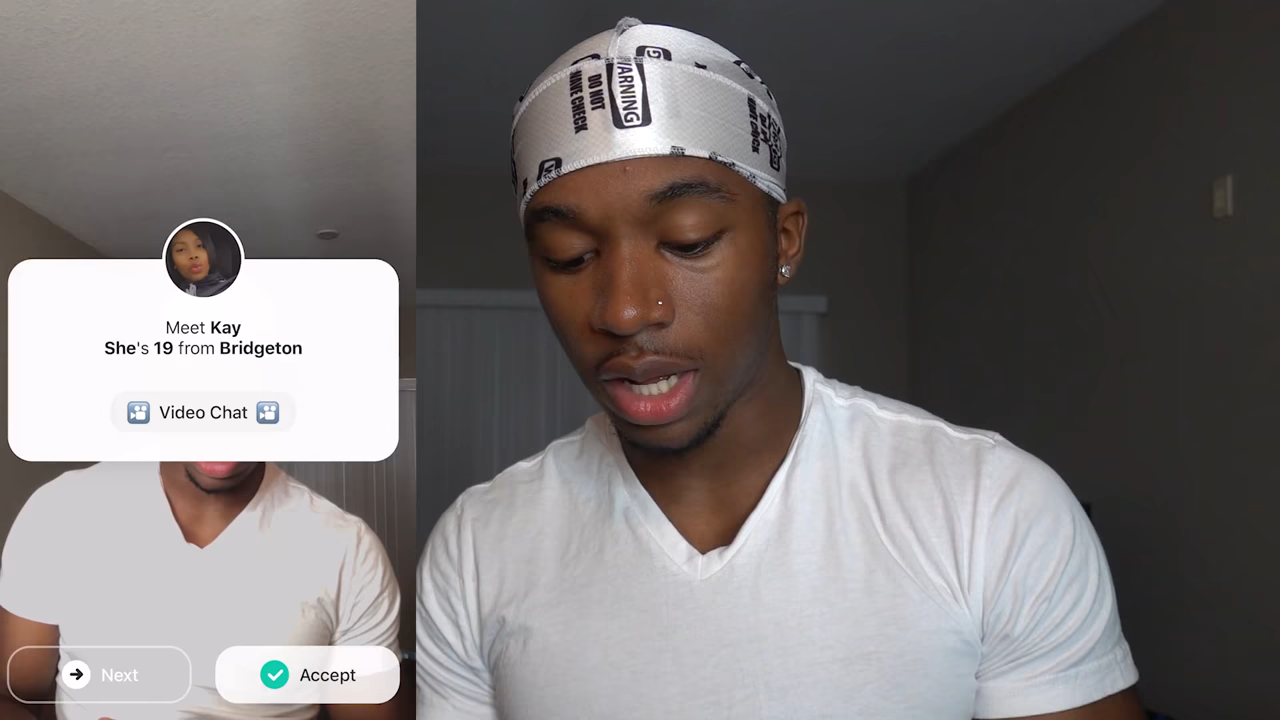 Meet Kay
She's 19 from Bridgeton
Video Chat
Next
Accept
WARNING
DO NOT